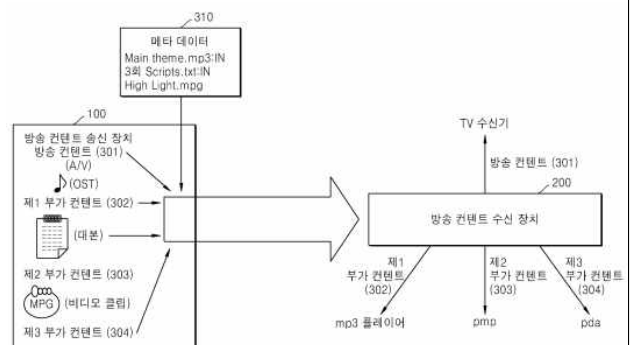 310
메타 데이터
Main theme.mp3:IN
3회 Scripts.txt:IN
High Light.mpg
100
방송 컨텐트 송신 장치
방송 컨텐트 (301)
(A/V)
(OST)
제1 부가 컨텐트 (302)
(대본)
제2 부가 컨텐트 (303)
MPG
(비디오 클립)
제3 부가 컨텐트 (304)
TV 수신기
방송 컨텐트 (301)
200
방송 컨텐트 수신 장치
제1
부가 컨텐트
(302)
제2
부가 컨텐트
(303)
제3
부가 컨텐트
(304)
mp3 플레이어
pmp
pda